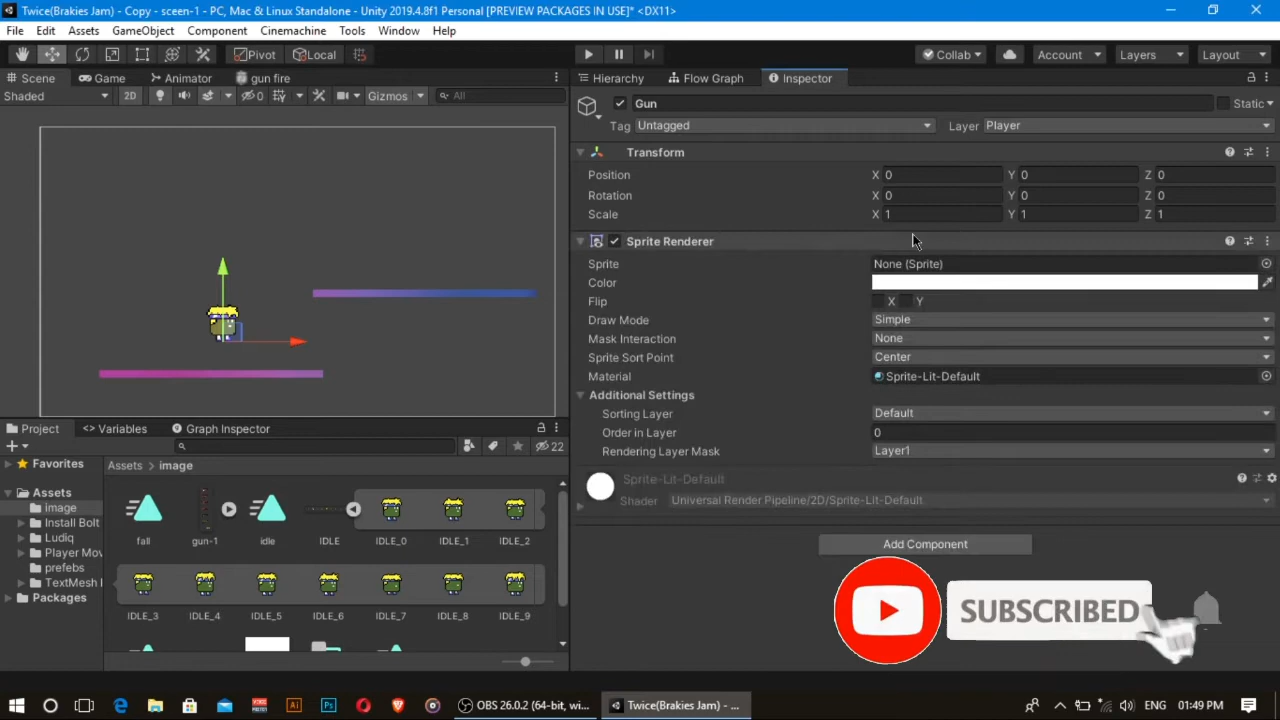 Twice(Brakies Jam) - Copy - sceen-1 - PC, Mac & Linux Standalone - Unity 2019.4.8f1 Personal [PREVIEW PACKAGES IN USE]* <DX11>
File Edit Assets GameObject Component Tools Cinemachine Window Help
Pivot Local Collab Account Layers Layout
Scene Game Animator gun fire Hierarchy Flow Graph Inspector
Shaded 2D 0 Gizmos All
Gun Static
Tag Untagged Layer Player
Transform
Position X 0 Y 0 Z 0
Rotation X 0 Y 0 Z 0
Scale X 1 Y 1 Z 1
Sprite Renderer
Sprite None (Sprite)
Color
Flip X Y
Draw Mode Simple
Mask Interaction None
Sprite Sort Point Center
Material Sprite-Lit-Default
Additional Settings
Sorting Layer Default
Order in Layer 0
Rendering Layer Mask Layer1
Sprite-Lit-Default
Shader Universal Render Pipeline/2D/Sprite-Lit-Default
Add Component
SUBSCRIBED
Project <> Variables Graph Inspector
22
Favorites
Assets
image
Install Bolt
Ludiq
Player Mov
prefebs
TextMesh
Packages
Assets image
fall gun-1 idle IDLE IDLE_0 IDLE_1 IDLE_2
IDLE_3 IDLE_4 IDLE_5 IDLE_6 IDLE_7 IDLE_8 IDLE_9
OBS 26.0.2 (64-bit, wi... Twice(Brakies Jam) - ... ENG 01:49 PM